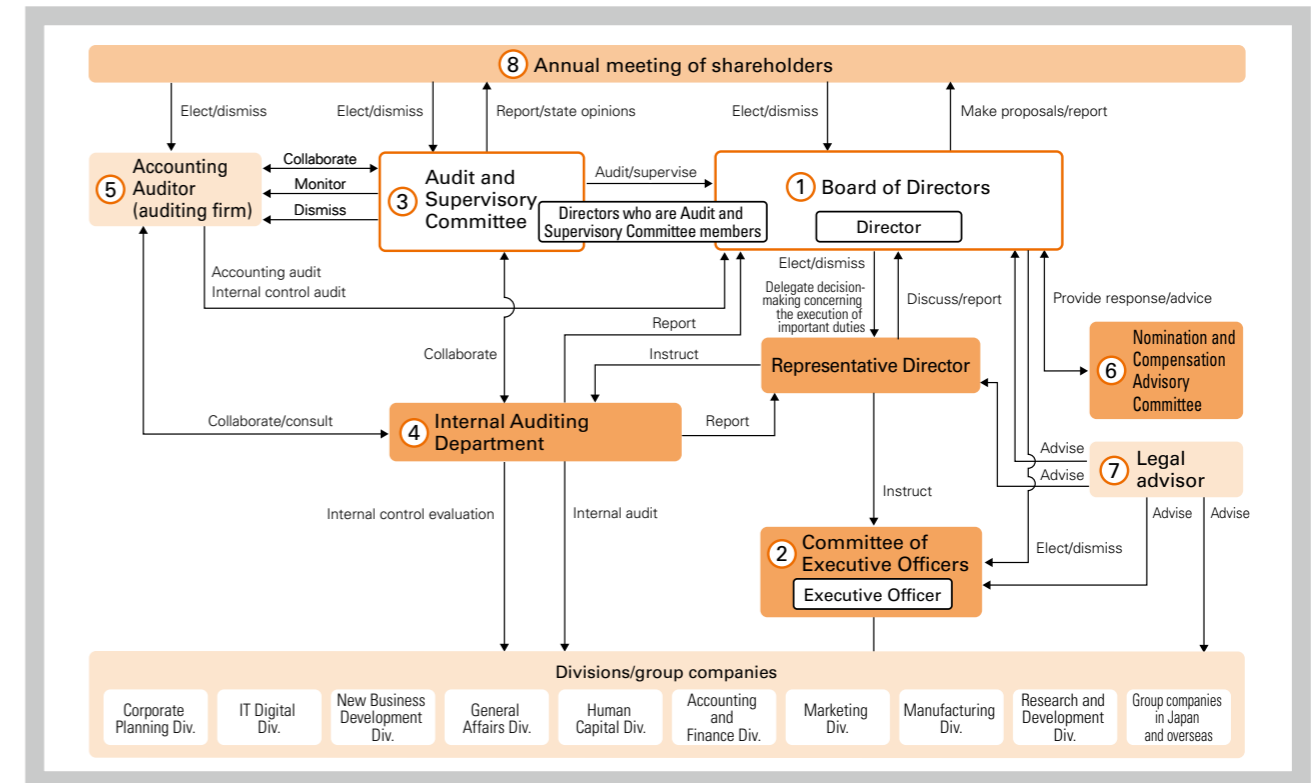 8 Annual meeting of shareholders
Elect/dismiss
Elect/dismiss
Report/state opinions
Elect/dismiss
Make proposals/report
5
Accounting
Auditor
(auditing firm)
Collaborate
Monitor
Dismiss
3
Audit and
Supervisory
Committee
Audit/supervise
Directors who are Audit and
Supervisory Committee members
1 Board of Directors
Director
Accounting audit
Internal control audit
Elect/dismiss
Delegate decision-
making concerning
the execution of
important duties
Discuss/report
Provide response/advice
Report
Collaborate
Instruct
Representative Director
6
Nomination and
Compensation
Advisory
Committee
Collaborate/consult
4
Internal Auditing
Department
Report
Advise
Advise
7
Legal
advisor
Internal control evaluation
Internal audit
Instruct
Advise
Advise
2
Committee of
Executive Officers
Executive Officer
Elect/dismiss
Divisions/group companies
Corporate
Planning Div.
IT Digital
Div.
New Business
Development
Div.
General
Affairs Div.
Human
Capital Div.
Accounting
and
Finance Div.
Marketing
Div.
Manufacturing
Div.
Research and
Development
Div.
Group companies
in Japan
and overseas